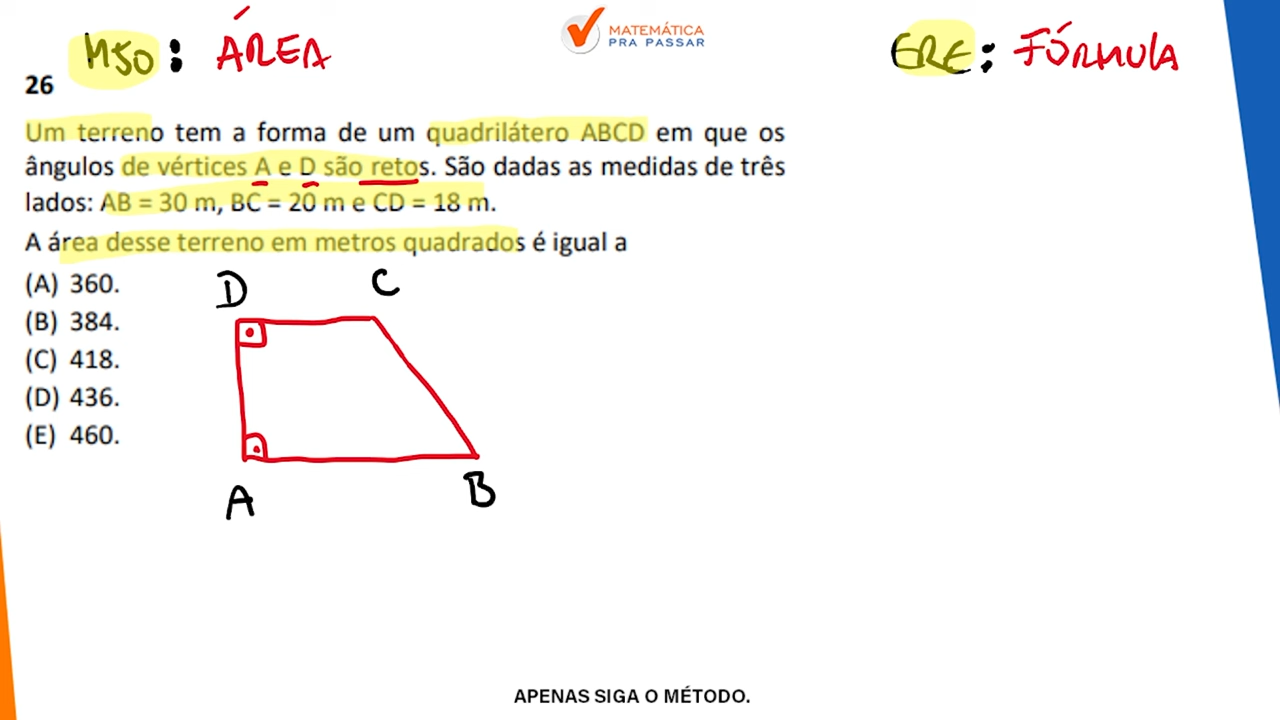 M50: ÁREA
MATEMÁTICA
PRA PASSAR
ERE: FÓRMULA
26
Um terreno tem a forma de um quadrilátero ABCD em que os
ângulos de vértices A e D são retos. São dadas as medidas de três
lados: AB = 30 m, BC = 20 m e CD = 18 m.
A área desse terreno em metros quadrados é igual a
(A) 360.
(B) 384.
(C) 418.
(D) 436.
(E) 460.
D C
A B
APENAS SIGA O MÉTODO.